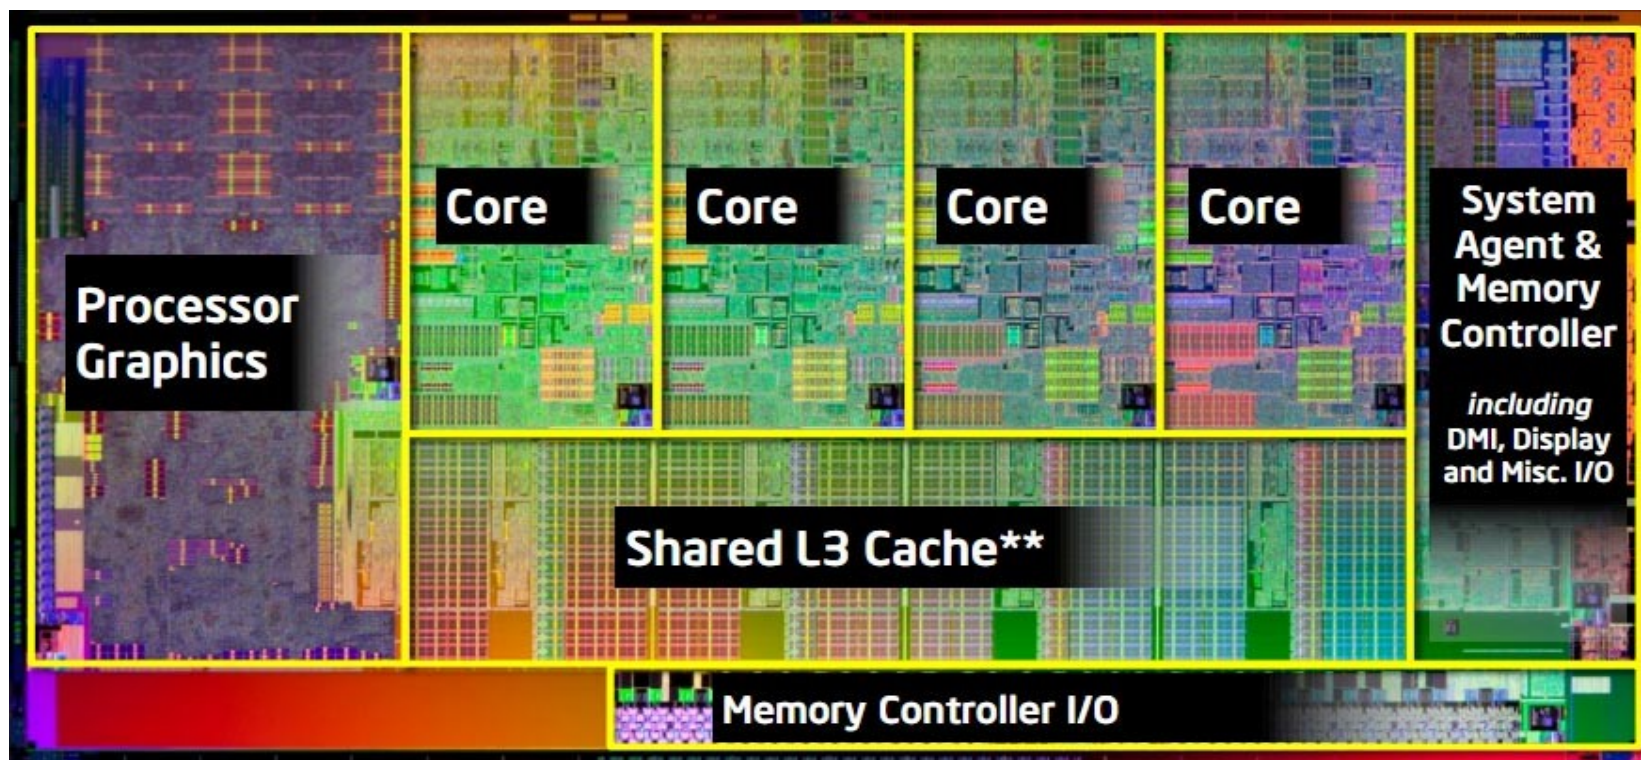 Processor
Graphics
Core
Core
Core
Core
System
Agent &
Memory
Controller
including
DMI, Display
and Misc. I/O
Shared L3 Cache**
Memory Controller I/O